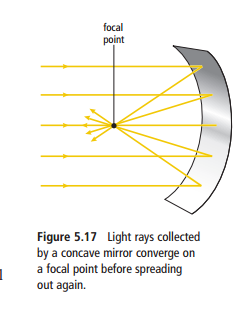 focal
point
Figure 5.17 Light rays collected
by a concave mirror converge on
a focal point before spreading
out again.